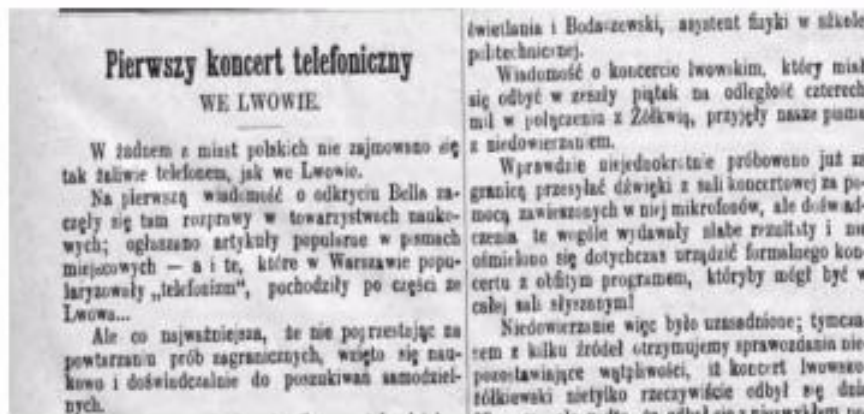 Pierwszy koncert telefoniczny
WE LWOWIE.
W żadnem z miast polskich nie zajmowano się
tak żaliwie telefonem, jak we Lwowie.
Na pierwszą wiadomość o odkryciu Bella za-
częły się tam rozprawy w towarzystwach nauko-
wych; ogłaszano artykuły popularne w pismach
miejscowych — a i te, które w Warszawie popu-
laryzowały „telefonizm", pochodziły po części ze
Lwowa...
Ale co najważniejsza, że nie poprzestając na
powtarzaniu prób zagranicznych, wzięto się nau-
kowo i doświadczalnie do poszukiwań samodziel-
nych.
świetlania i Bodaszewski, asystent fizyki w szkole
politechnicznej.
Wiadomość o koncercie lwowskim, który miał
się odbyć w zeszły piątek na odległość czterech
mil w połączeniu z Żółkwią, przyjęły nasze pisma
z niedowierzaniem.
Wprawdzie niejednokrotnie próbowano już za
granicą przesyłać dźwięki z sali koncertowej za po-
mocą zawieszonych w niej mikrofonów, ale doświad-
czenia te wogóle wydawały słabe rezultaty i nie
ośmielono się dotychczas urządzić formalnego kon-
certu z obfitym programem, któryby mógł być w
całej sali słyszanym!
Niedowierzanie więc było uzasadnione; tymcza-
sem z kilku źródeł otrzymujemy sprawozdania nie-
pozostawiające wątpliwości, iż koncert lwowsko-
żółkiewski nietylko rzeczywiście odbył się